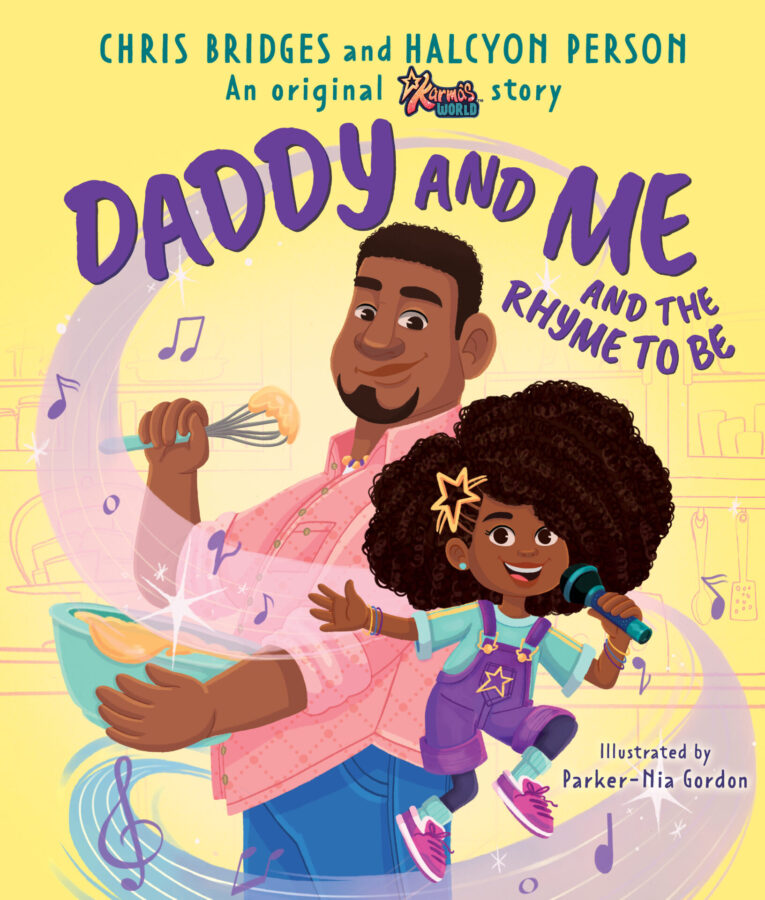 CHRIS BRIDGES and HALCYON PERSON
An original Karma's WORLD™ story
DADDY AND ME
AND THE
RHYME TO BE
Illustrated by
Parker-Nia Gordon